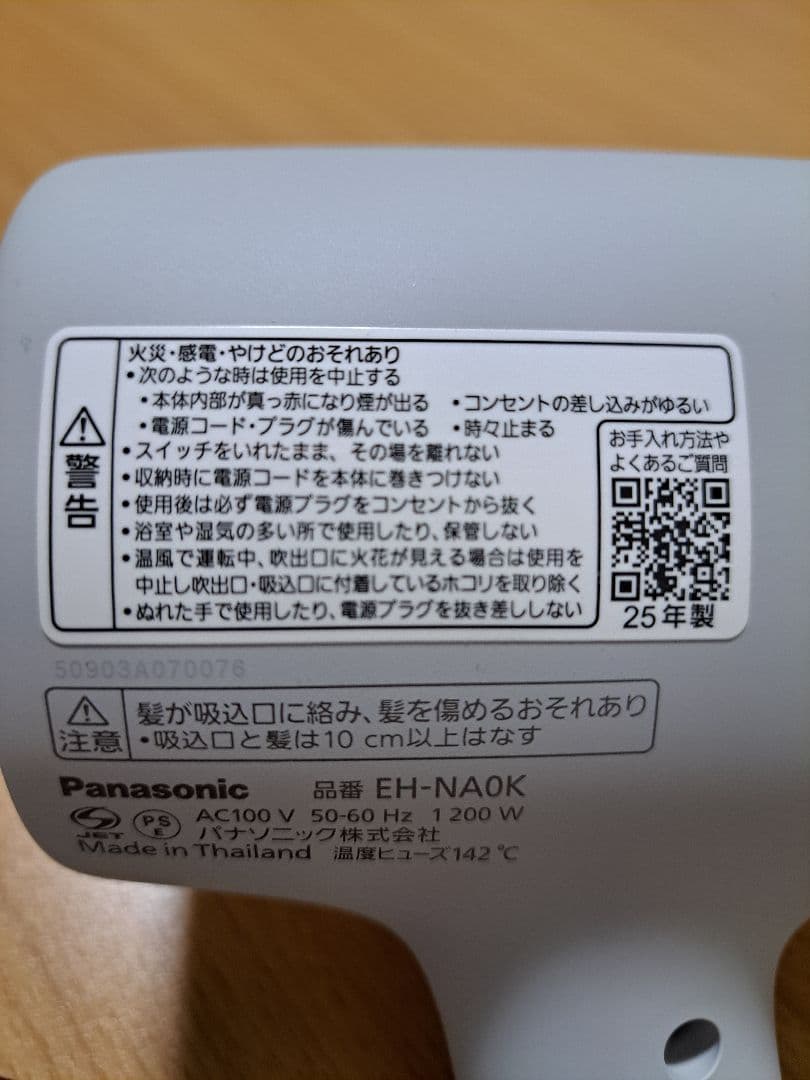 警告
火災・感電・やけどのおそれあり
•次のような時は使用を中止する
•本体内部が真っ赤になり煙が出る •コンセントの差し込みがゆるい
•電源コード・プラグが傷んでいる •時々止まる
•スイッチをいれたまま、その場を離れない
•収納時に電源コードを本体に巻きつけない
•使用後は必ず電源プラグをコンセントから抜く
•浴室や湿気の多い所で使用したり、保管しない
•温風で運転中、吹出口に火花が見える場合は使用を
中止し吹出口・吸込口に付着しているホコリを取り除く
•ぬれた手で使用したり、電源プラグを抜き差ししない
お手入れ方法や
よくあるご質問
25年製
50903A070076
注意
髪が吸込口に絡み、髪を傷めるおそれあり
•吸込口と髪は10 cm以上はなす
Panasonic 品番 EH-NA0K
JET PS E AC100 V 50-60 Hz 1 200 W
パナソニック株式会社
Made in Thailand 温度ヒューズ142 ℃